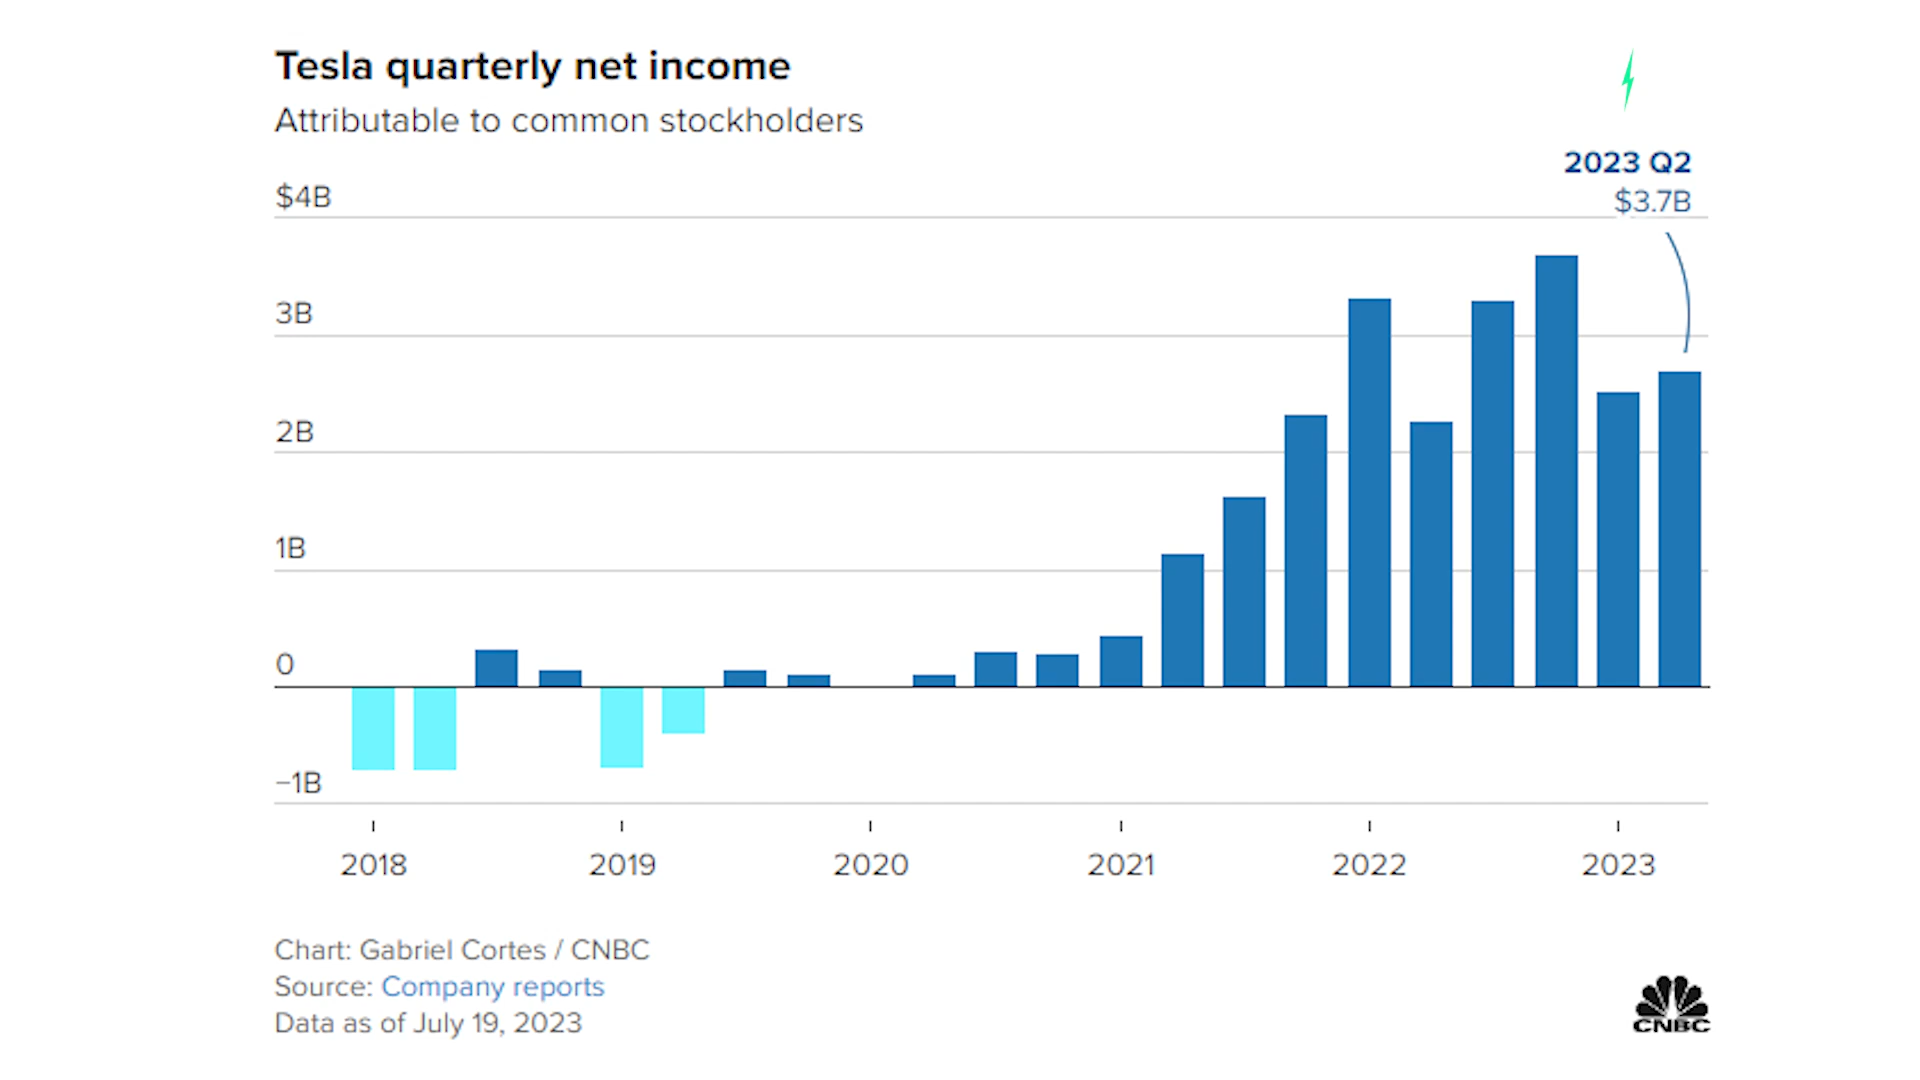 Tesla quarterly net income
Attributable to common stockholders
2023 Q2
$3.7B
$4B
3B
2B
1B
0
−1B
2018 2019 2020 2021 2022 2023
Chart: Gabriel Cortes / CNBC
Source: Company reports
Data as of July 19, 2023
CNBC